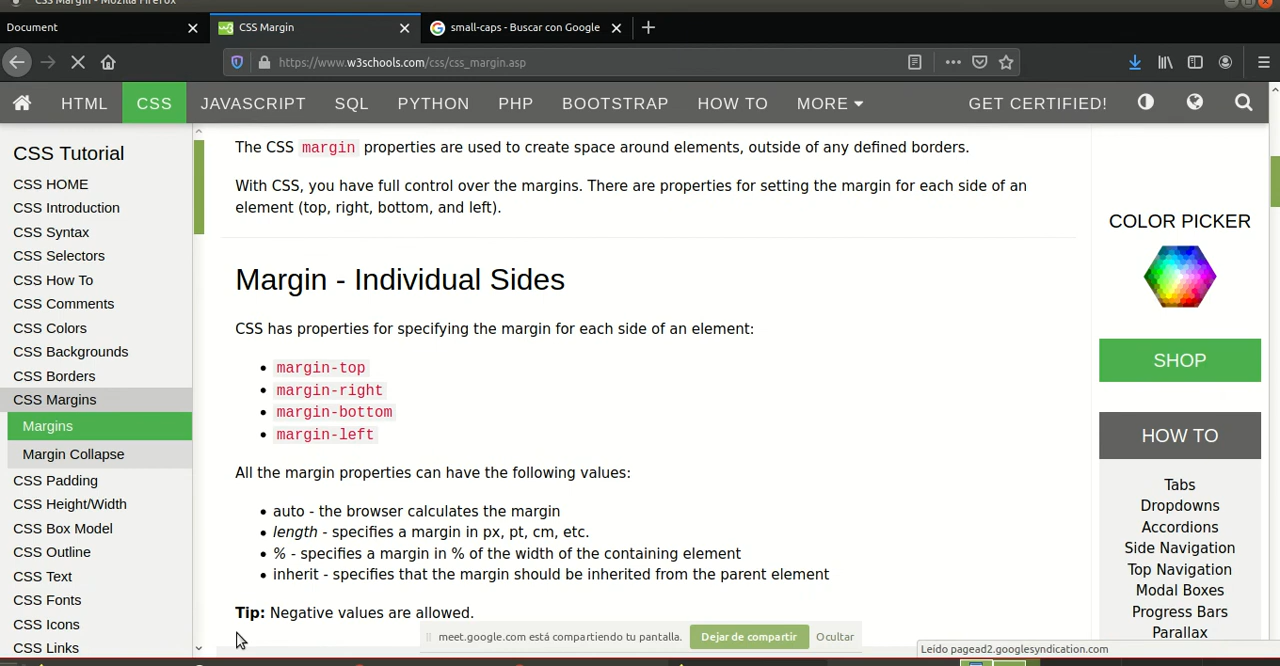 CSS Margin - Mozilla Firefox
Document
CSS Margin
small-caps - Buscar con Google
https://www.w3schools.com/css/css_margin.asp
HTML CSS JAVASCRIPT SQL PYTHON PHP BOOTSTRAP HOW TO MORE GET CERTIFIED!
CSS Tutorial
CSS HOME
CSS Introduction
CSS Syntax
CSS Selectors
CSS How To
CSS Comments
CSS Colors
CSS Backgrounds
CSS Borders
CSS Margins
Margins
Margin Collapse
CSS Padding
CSS Height/Width
CSS Box Model
CSS Outline
CSS Text
CSS Fonts
CSS Icons
CSS Links
The CSS margin properties are used to create space around elements, outside of any defined borders.
With CSS, you have full control over the margins. There are properties for setting the margin for each side of an
element (top, right, bottom, and left).
Margin - Individual Sides
CSS has properties for specifying the margin for each side of an element:
margin-top
margin-right
margin-bottom
margin-left
All the margin properties can have the following values:
auto - the browser calculates the margin
length - specifies a margin in px, pt, cm, etc.
% - specifies a margin in % of the width of the containing element
inherit - specifies that the margin should be inherited from the parent element
Tip: Negative values are allowed.
COLOR PICKER
SHOP
HOW TO
Tabs
Dropdowns
Accordions
Side Navigation
Top Navigation
Modal Boxes
Progress Bars
Parallax
meet.google.com está compartiendo tu pantalla. Dejar de compartir Ocultar
Leído pagead2.googlesyndication.com